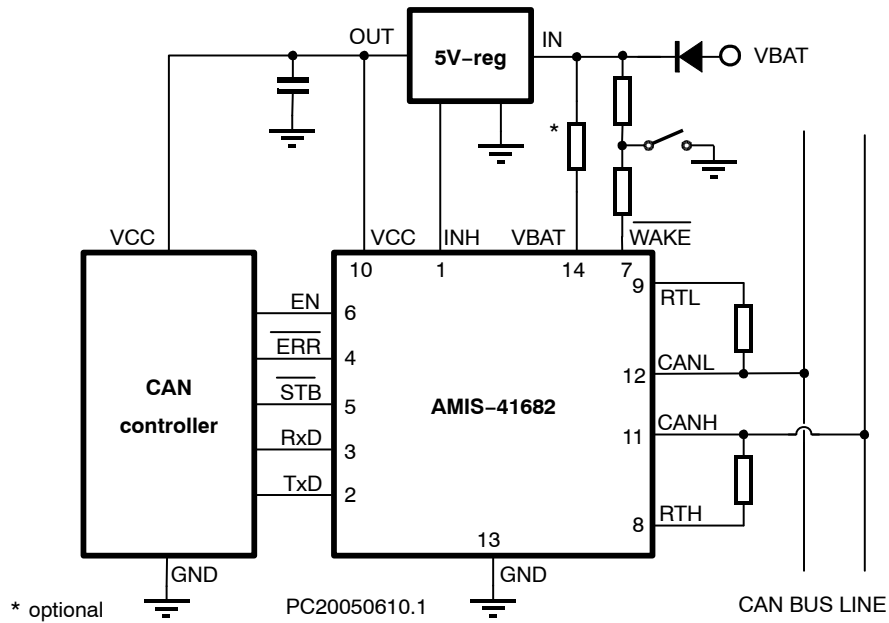 OUT
5V−reg
IN
VBAT
*
VCC
VCC
INH
VBAT
WAKE
10
1
14
7
9
RTL
EN
6
ERR
4
12
CANL
CAN
controller
STB
5
AMIS−41682
RxD
3
11
CANH
TxD
2
8
RTH
13
GND
GND
* optional
PC20050610.1
CAN BUS LINE